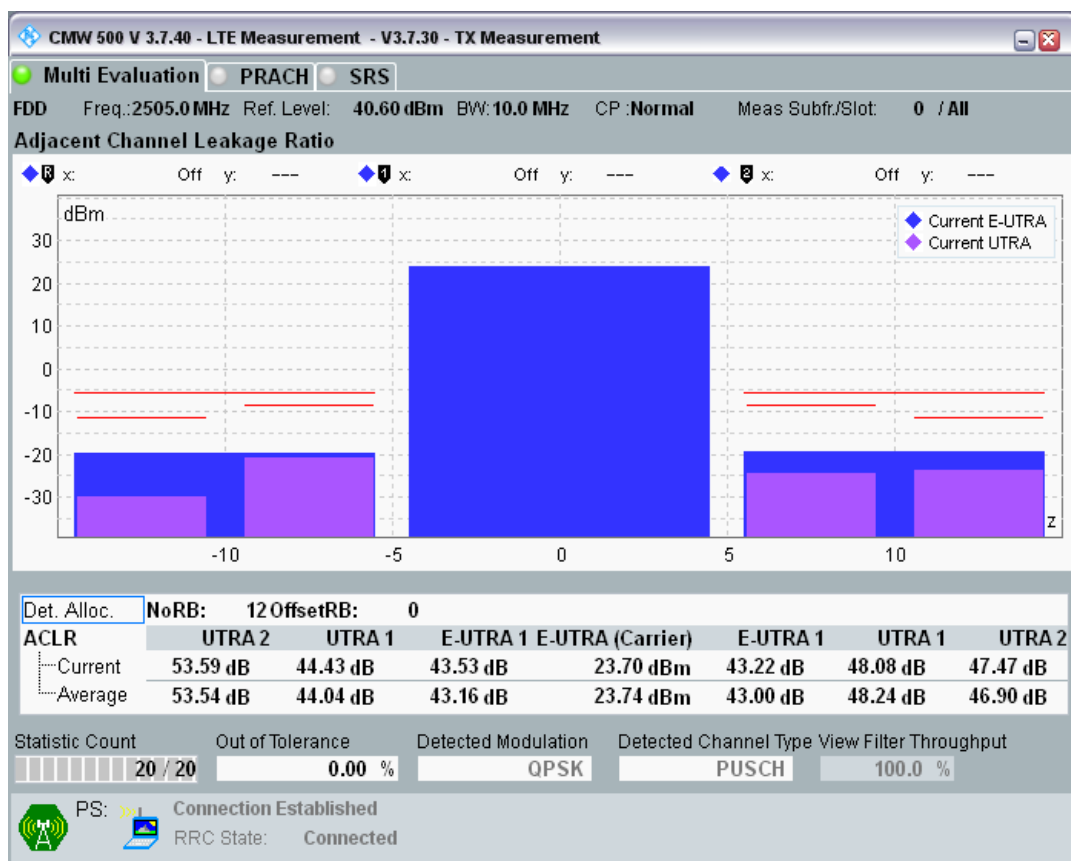 CMW 500 V 3.7.40 - LTE Measurement - V3.7.30 - TX Measurement
Multi Evaluation PRACH SRS
FDD Freq.:2505.0 MHz Ref. Level: 40.60 dBm BW:10.0 MHz CP :Normal Meas Subfr./Slot: 0 / All
Adjacent Channel Leakage Ratio
R x: Off y: --- 1 x: Off y: --- 2 x: Off y: ---
dBm
Current E-UTRA
Current UTRA
30
20
10
0
-10
-20
-30
z
-10 -5 0 5 10
Det. Alloc. NoRB: 12 OffsetRB: 0
ACLR UTRA 2 UTRA 1 E-UTRA 1 E-UTRA (Carrier) E-UTRA 1 UTRA 1 UTRA 2
Current 53.59 dB 44.43 dB 43.53 dB 23.70 dBm 43.22 dB 48.08 dB 47.47 dB
Average 53.54 dB 44.04 dB 43.16 dB 23.74 dBm 43.00 dB 48.24 dB 46.90 dB
Statistic Count Out of Tolerance Detected Modulation Detected Channel Type View Filter Throughput
20 / 20 0.00 % QPSK PUSCH 100.0 %
PS: Connection Established
RRC State: Connected